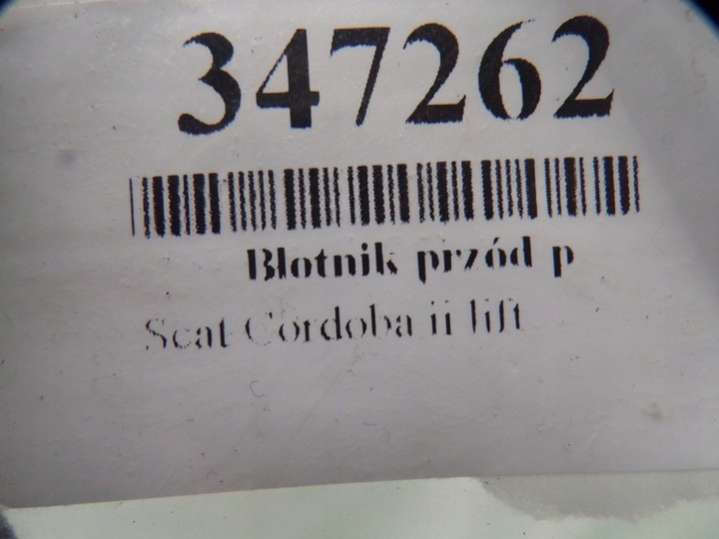 347262
Błotnik przód p
Seat Cordoba ii lift